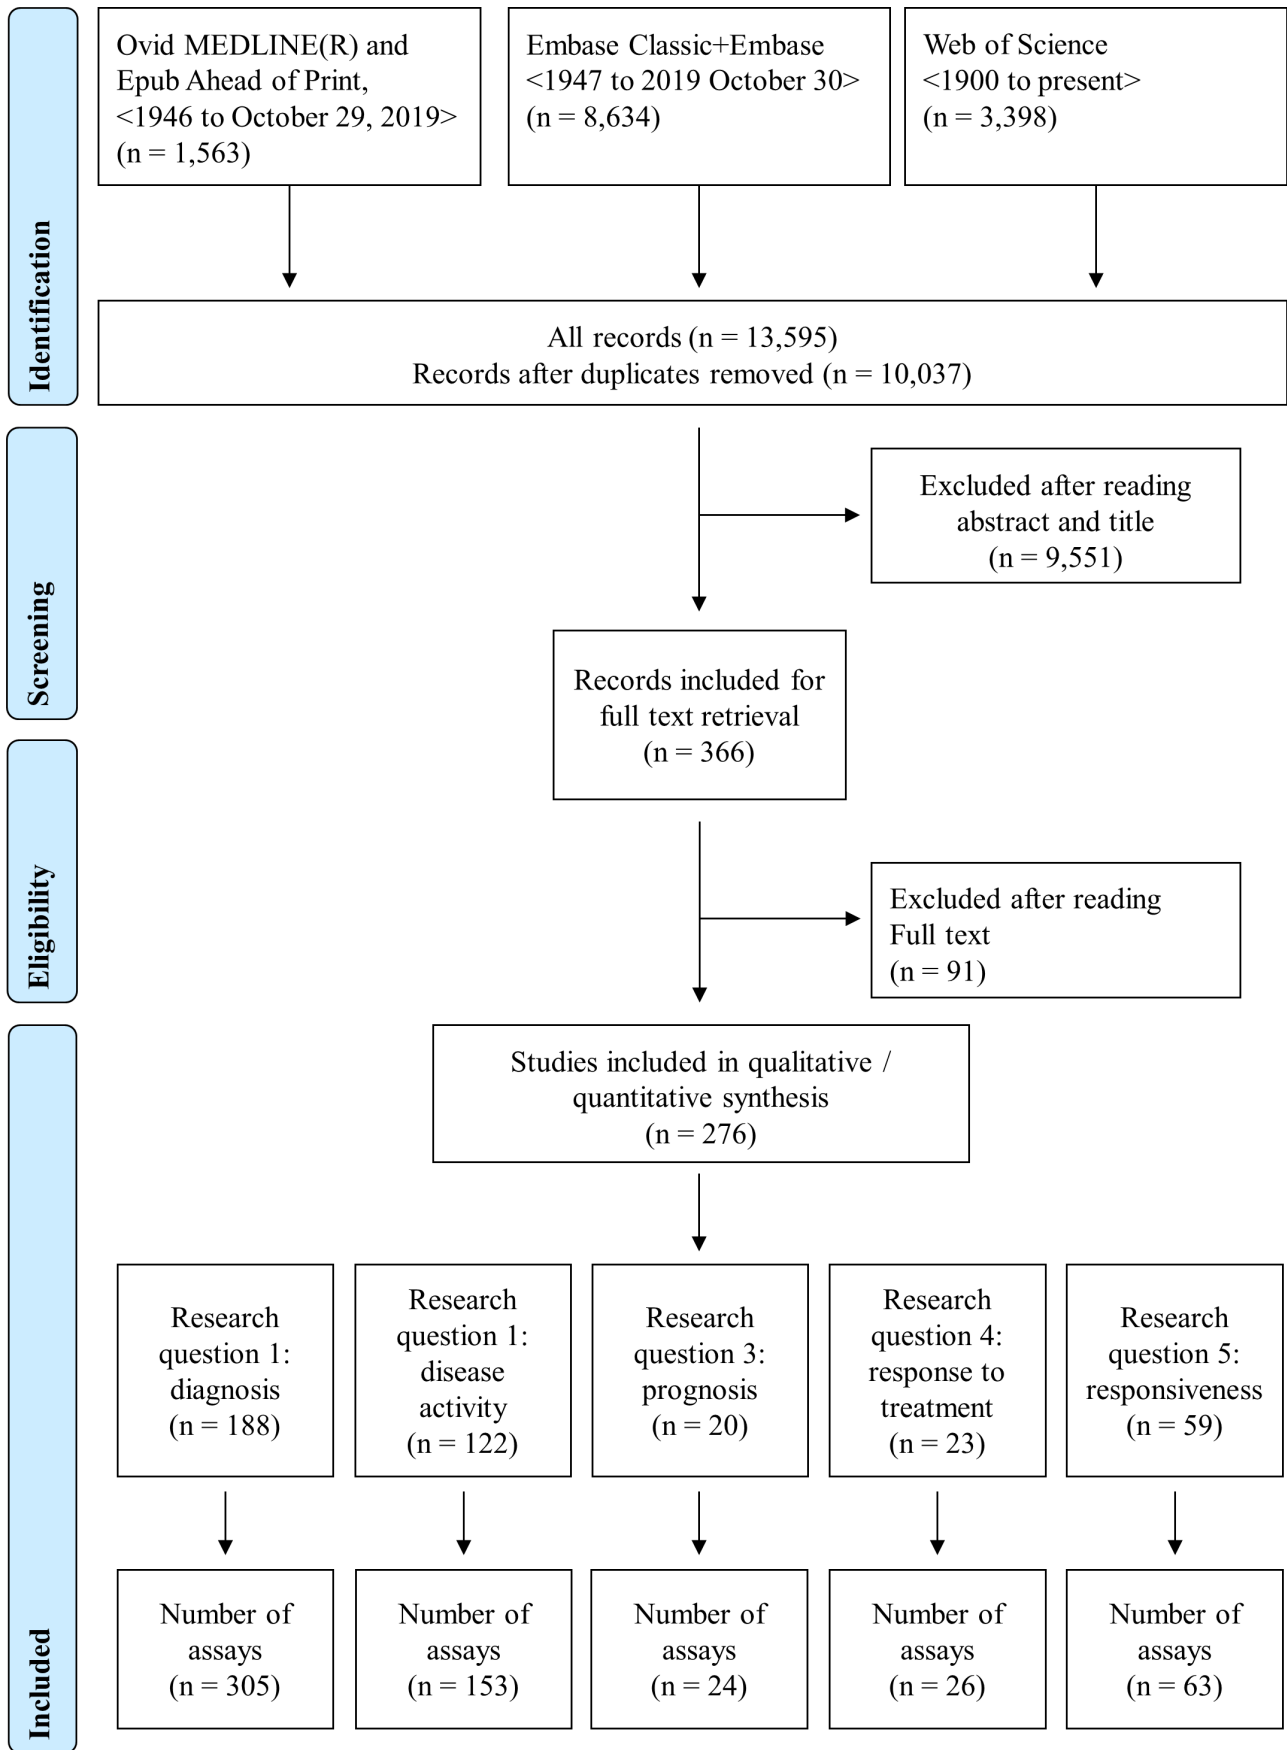 Identification
Ovid MEDLINE(R) and
Epub Ahead of Print,
<1946 to October 29, 2019>
(n = 1,563)
Embase Classic+Embase
<1947 to 2019 October 30>
(n = 8,634)
Web of Science
<1900 to present>
(n = 3,398)
All records (n = 13,595)
Records after duplicates removed (n = 10,037)
Screening
Excluded after reading
abstract and title
(n = 9,551)
Records included for
full text retrieval
(n = 366)
Eligibility
Excluded after reading
Full text
(n = 91)
Included
Studies included in qualitative /
quantitative synthesis
(n = 276)
Research
question 1:
diagnosis
(n = 188)
Research
question 1:
disease
activity
(n = 122)
Research
question 3:
prognosis
(n = 20)
Research
question 4:
response to
treatment
(n = 23)
Research
question 5:
responsiveness
(n = 59)
Number of
assays
(n = 305)
Number of
assays
(n = 153)
Number of
assays
(n = 24)
Number of
assays
(n = 26)
Number of
assays
(n = 63)